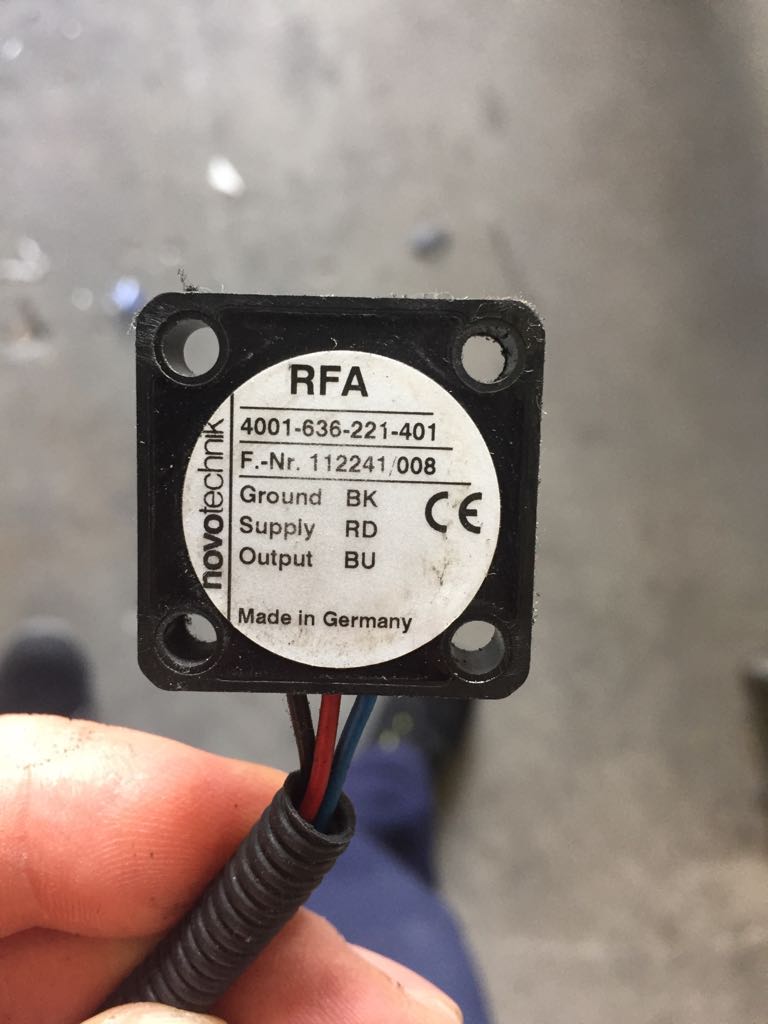 RFA
4001-636-221-401
F.-Nr. 112241/008
Ground BK
Supply RD
Output BU
CE
Made in Germany
novotechnik